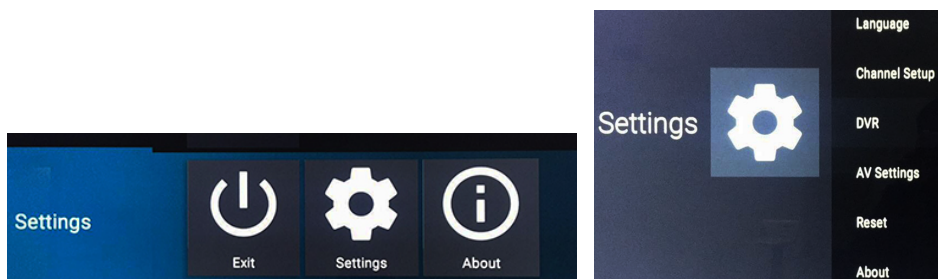 Settings
Exit
Settings
About
Settings
Language
Channel Setup
DVR
AV Settings
Reset
About